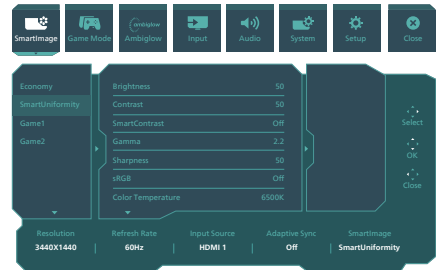 SmartImage Game Mode Ambiglow Input Audio System Setup Close
ambiglow
Economy
SmartUniformity
Game1
Game2
Brightness 50
Contrast 50
SmartContrast Off
Gamma 2.2
Sharpness 50
sRGB Off
Color Temperature 6500K
Select
OK
Close
Resolution Refresh Rate Input Source Adaptive Sync SmartImage
3440X1440 | 60Hz | HDMI 1 | Off | SmartUniformity